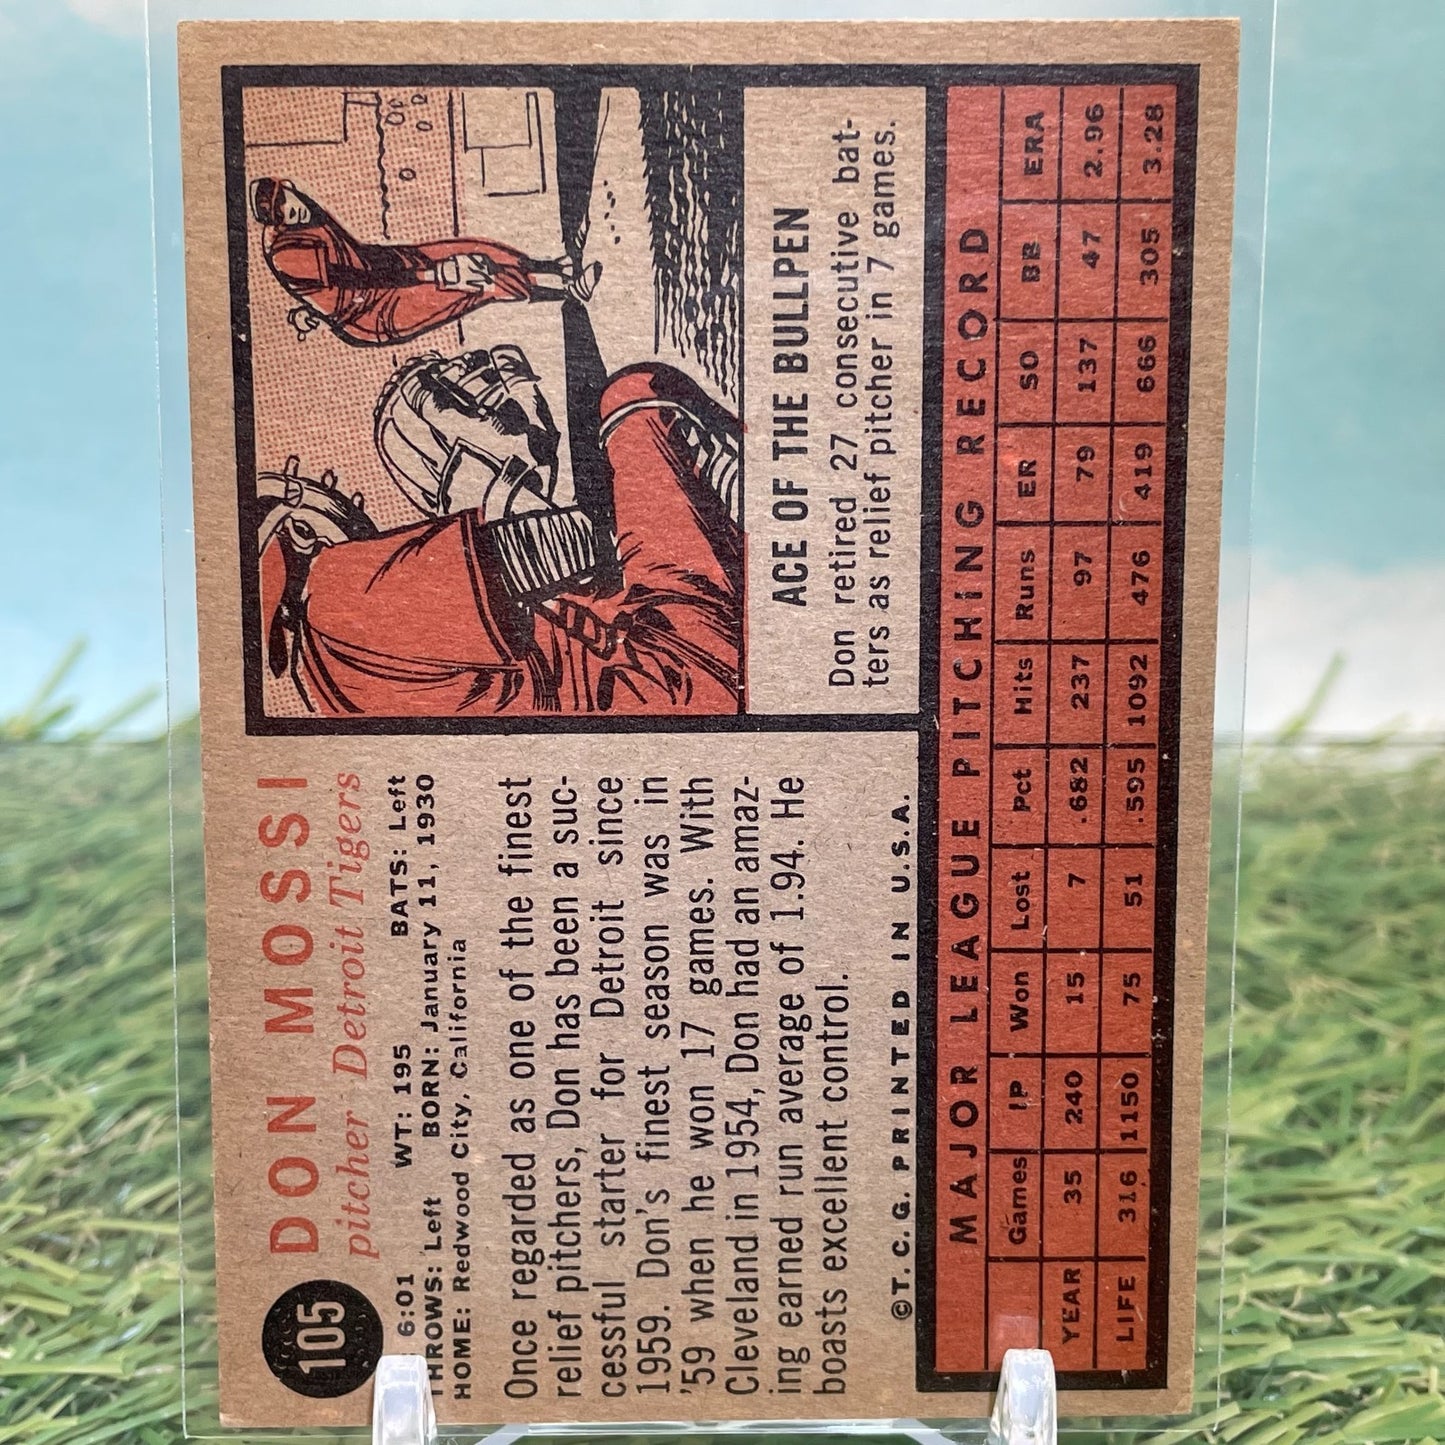 105
DON MOSSI
pitcher Detroit Tigers
6:01 WT: 195 BATS: Left
THROWS: Left BORN: January 11, 1930
HOME: Redwood City, California
Once regarded as one of the finest
relief pitchers, Don has been a suc-
cessful starter for Detroit since
1959. Don's finest season was in
'59 when he won 17 games. With
Cleveland in 1954, Don had an amaz-
ing earned run average of 1.94. He
boasts excellent control.
©T. C. G. PRINTED IN U.S.A.
ACE OF THE BULLPEN
Don retired 27 consecutive bat-
ters as relief pitcher in 7 games.
MAJOR LEAGUE PITCHING RECORD
Games IP Won Lost Pct Hits Runs ER SO BB ERA
YEAR 35 240 15 7 .682 237 97 79 137 47 2.96
LIFE 316 1150 75 51 .595 1092 476 419 666 305 3.28